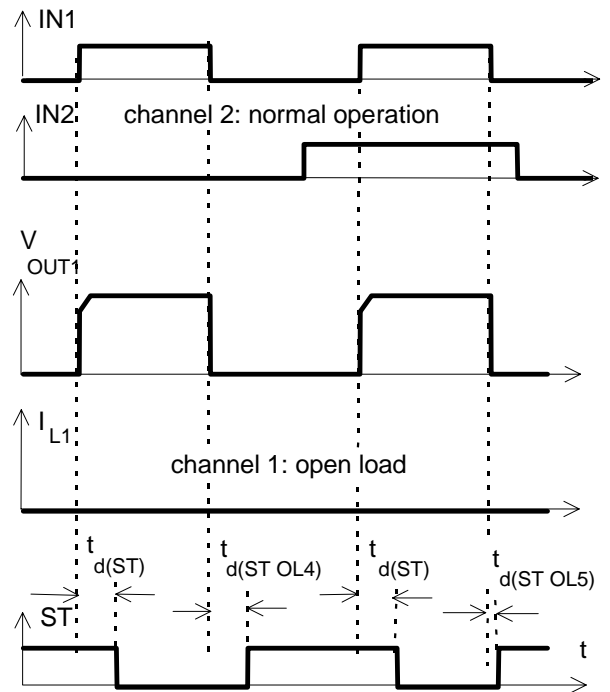 IN1
IN2
channel 2: normal operation
V
OUT1
I L1
channel 1: open load
t d(ST)
t d(ST OL4)
t d(ST)
t d(ST OL5)
ST
t